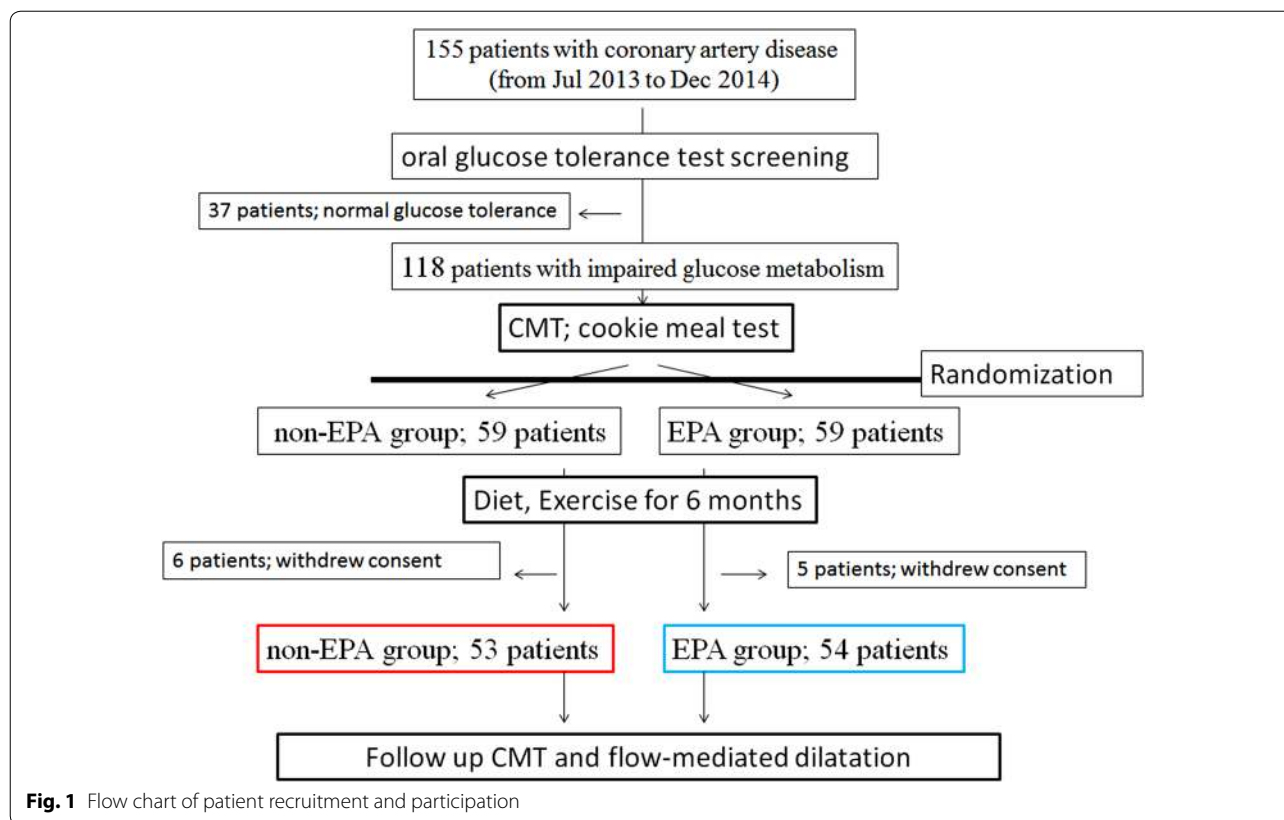 155 patients with coronary artery disease
(from Jul 2013 to Dec 2014)
oral glucose tolerance test screening
37 patients; normal glucose tolerance
118 patients with impaired glucose metabolism
CMT; cookie meal test
Randomization
non-EPA group; 59 patients
EPA group; 59 patients
Diet, Exercise for 6 months
6 patients; withdrew consent
5 patients; withdrew consent
non-EPA group; 53 patients
EPA group; 54 patients
Follow up CMT and flow-mediated dilatation
Fig. 1 Flow chart of patient recruitment and participation